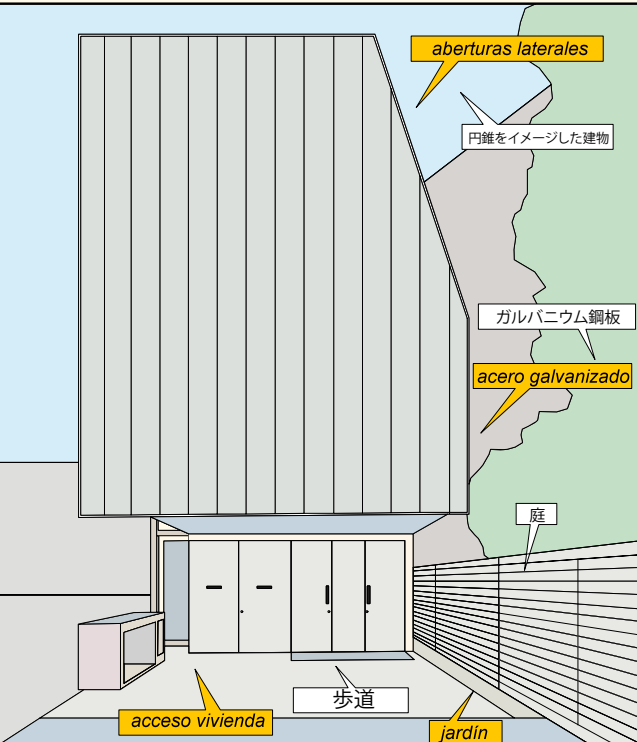 aberturas laterales
円錐をイメージした建物
ガルバニウム鋼板
acero galvanizado
庭
歩道
acceso vivienda
jardín